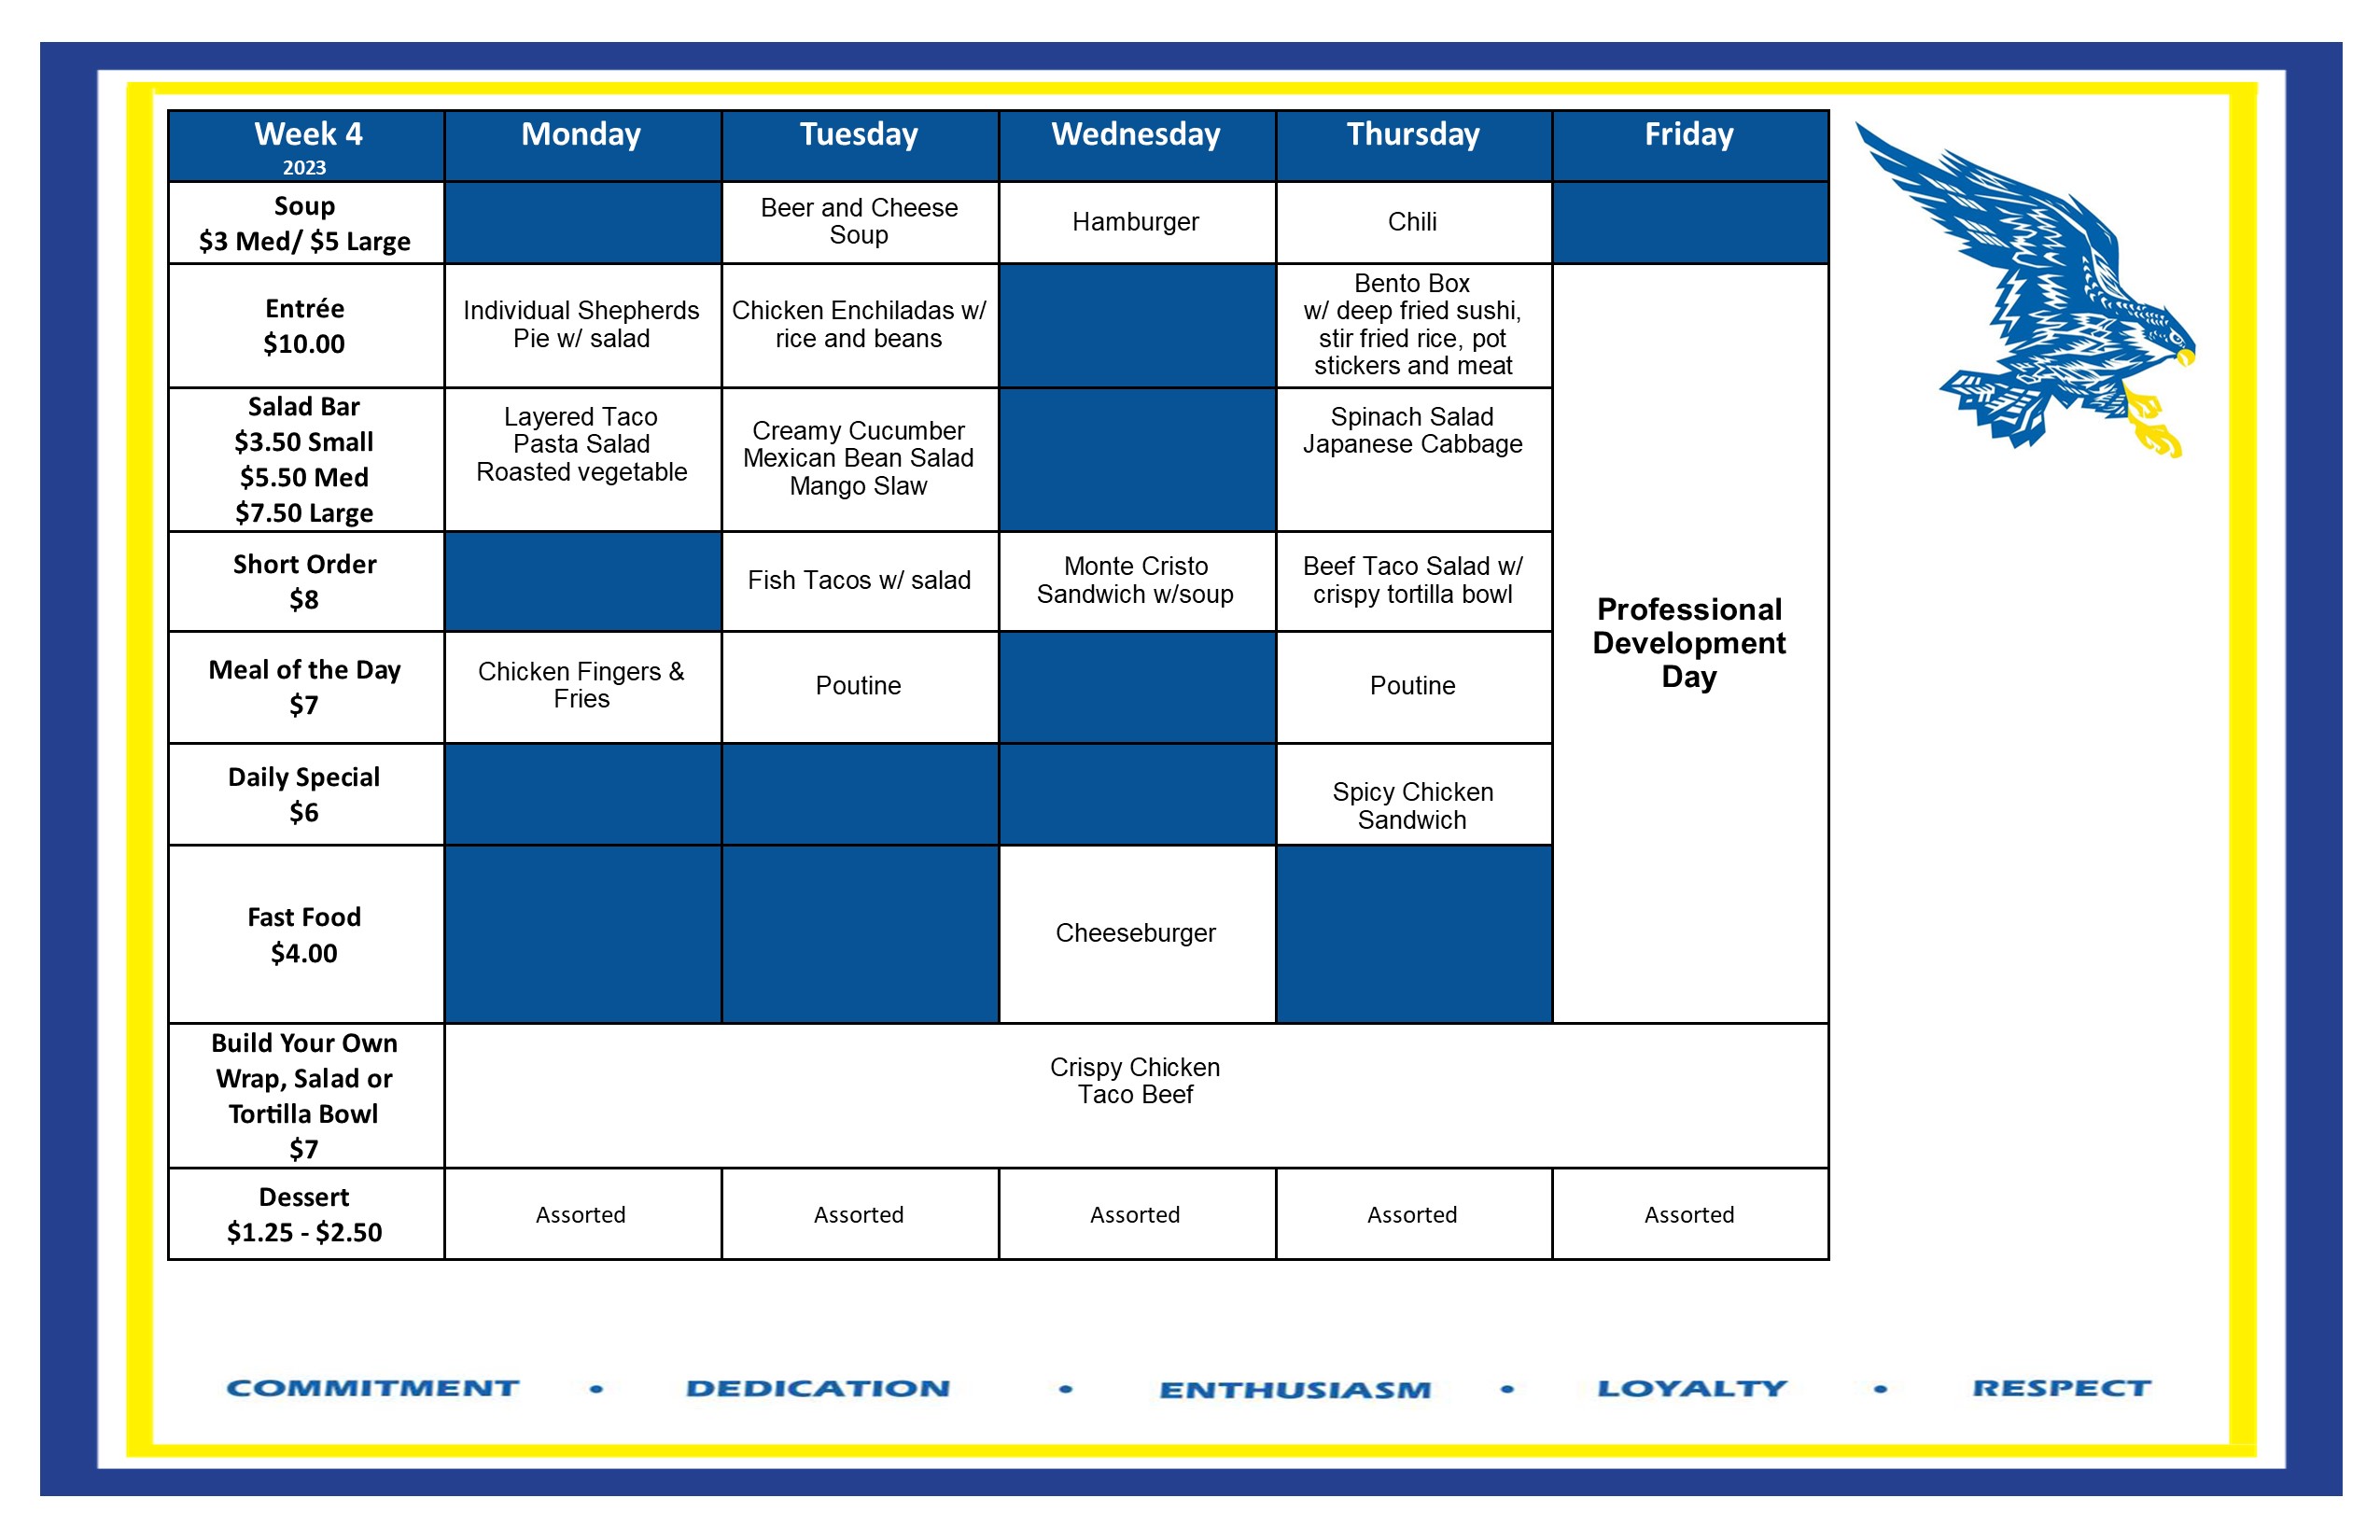 Week 4
2023
Monday
Tuesday
Wednesday
Thursday
Friday
Soup
$3 Med/ $5 Large
Beer and Cheese
Soup
Hamburger
Chili
Entrée
$10.00
Individual Shepherds
Pie w/ salad
Chicken Enchiladas w/
rice and beans
Bento Box
w/ deep fried sushi,
stir fried rice, pot
stickers and meat
Salad Bar
$3.50 Small
$5.50 Med
$7.50 Large
Layered Taco
Pasta Salad
Roasted vegetable
Creamy Cucumber
Mexican Bean Salad
Mango Slaw
Spinach Salad
Japanese Cabbage
Short Order
$8
Fish Tacos w/ salad
Monte Cristo
Sandwich w/soup
Beef Taco Salad w/
crispy tortilla bowl
Professional
Development
Day
Meal of the Day
$7
Chicken Fingers &
Fries
Poutine
Poutine
Daily Special
$6
Spicy Chicken
Sandwich
Fast Food
$4.00
Cheeseburger
Build Your Own
Wrap, Salad or
Tortilla Bowl
$7
Crispy Chicken
Taco Beef
Dessert
$1.25 - $2.50
Assorted
Assorted
Assorted
Assorted
Assorted
COMMITMENT • DEDICATION • ENTHUSIASM • LOYALTY • RESPECT